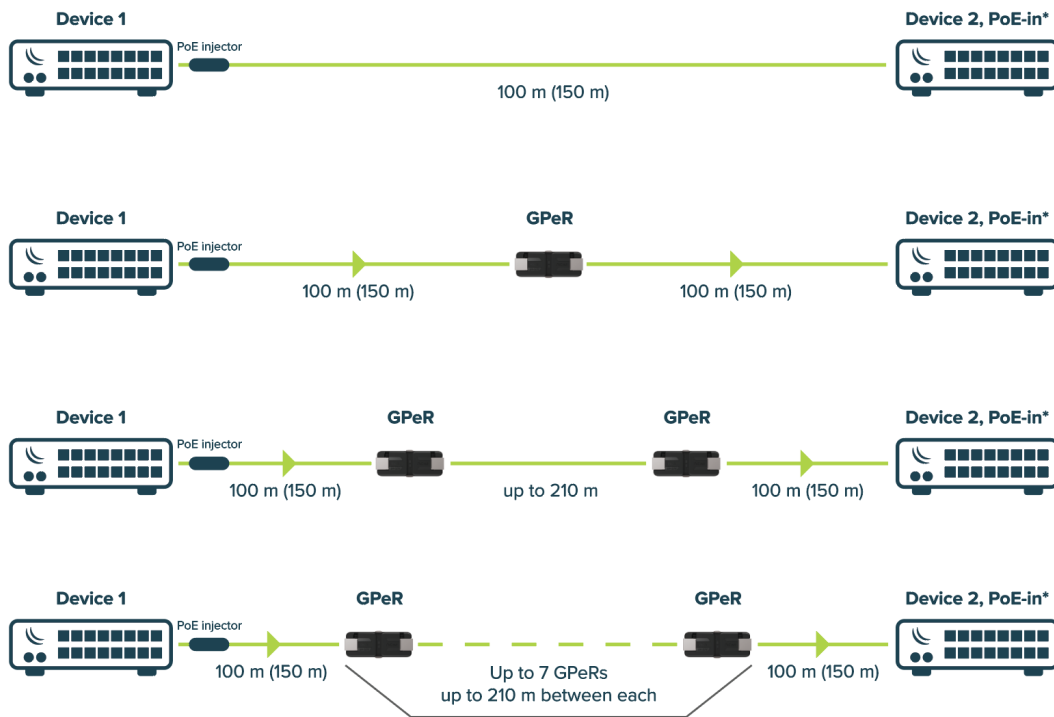 Device 1
Device 2, PoE-in*
PoE injector
100 m (150 m)
Device 1
GPeR
Device 2, PoE-in*
PoE injector
100 m (150 m)
100 m (150 m)
Device 1
GPeR
GPeR
Device 2, PoE-in*
PoE injector
100 m (150 m)
up to 210 m
100 m (150 m)
Device 1
GPeR
GPeR
Device 2, PoE-in*
PoE injector
100 m (150 m)
Up to 7 GPeRs
up to 210 m between each
100 m (150 m)